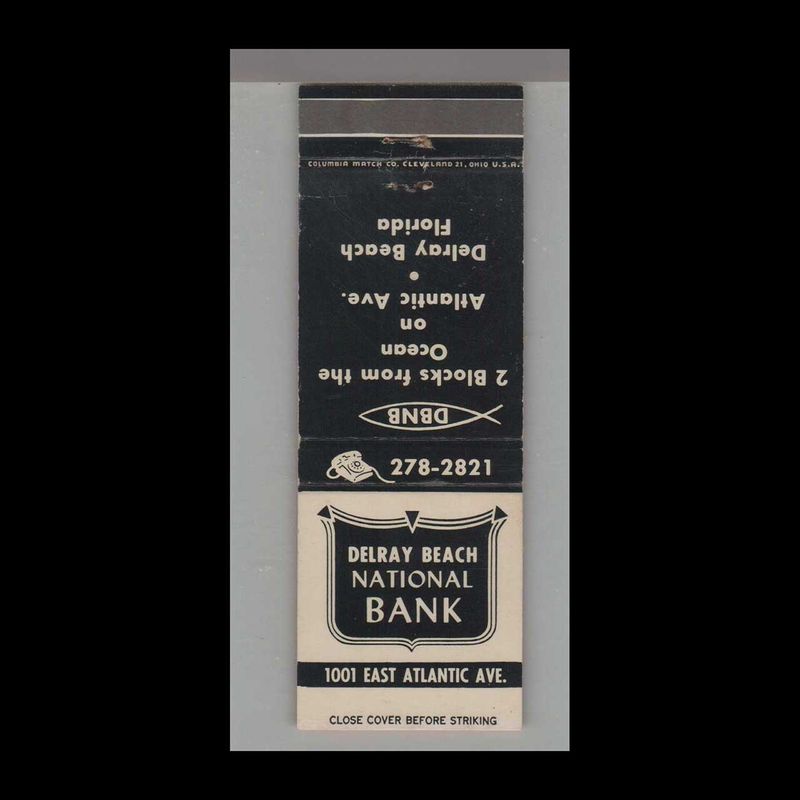 COLUMBIA MATCH CO. CLEVELAND 21, OHIO U.S.A.
DBNB
2 Blocks from the
Ocean
on
Atlantic Ave.
•
Delray Beach
Florida
278-2821
DELRAY BEACH
NATIONAL
BANK
1001 EAST ATLANTIC AVE.
CLOSE COVER BEFORE STRIKING